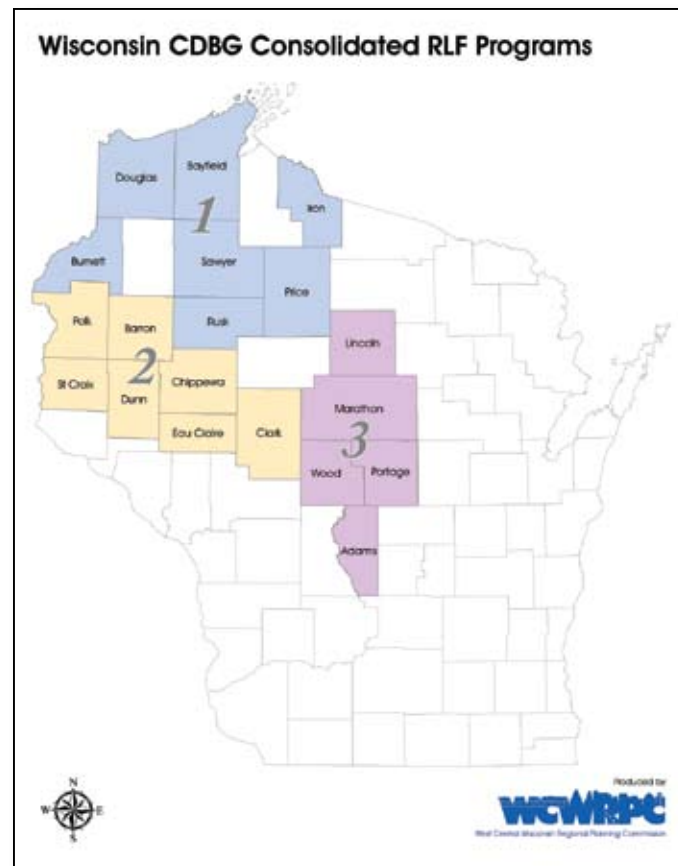 Wisconsin CDBG Consolidated RLF Programs
Bayfield
Douglas
1
Iron
Burnett
Sawyer
Price
Polk
Barron
Rusk
Lincoln
2
St Croix
Chippewa
Dunn
Marathon
Eau Claire
Clark
3
Wood
Portage
Adams
N
W
E
S
Produced by
WCWRPC
West Central Wisconsin Regional Planning Commission